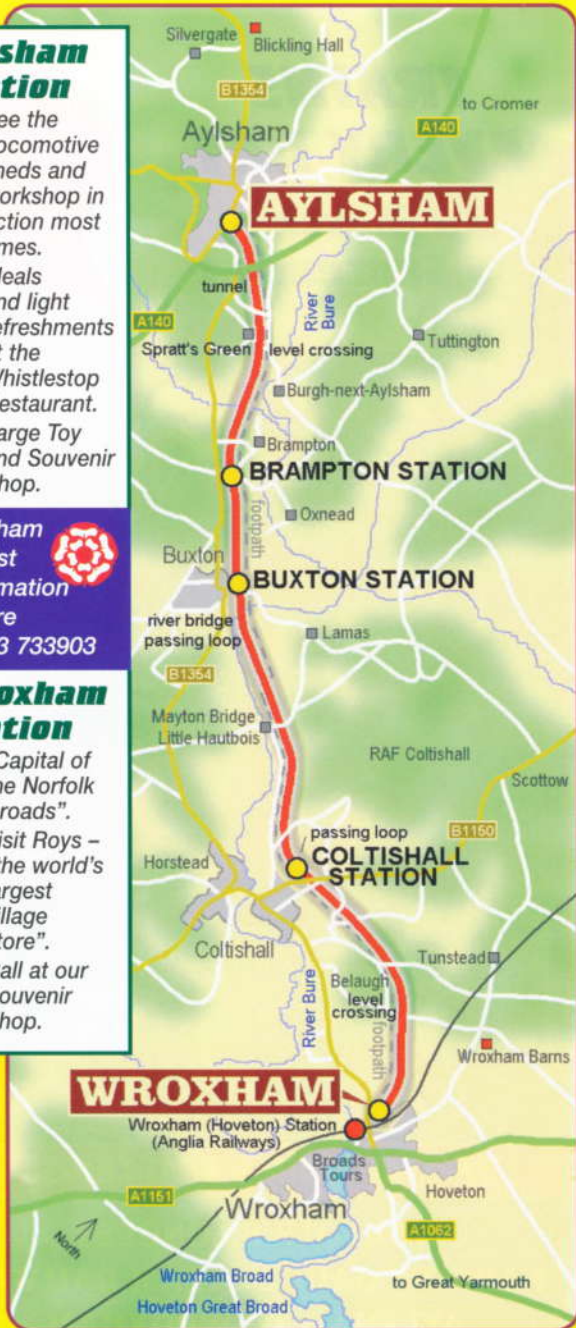 sham
tion
ee the
ocomotive
heds and
orkshop in
ction most
mes.
eals
nd light
efreshments
t the
Whistlestop
estaurant.
arge Toy
nd Souvenir
hop.
ham
st
mation
re
3 733903
oxham
tion
Capital of
he Norfolk
roads".
isit Roys –
the world's
argest
illage
tore".
all at our
ouvenir
hop.
Silvergate
Blickling Hall
B1354
to Cromer
A140
Aylsham
AYLSHAM
tunnel
River
Bure
A140
Spratt's Green
level crossing
Tuttington
Burgh-next-Aylsham
Brampton
BRAMPTON STATION
footpath
Oxnead
Buxton
BUXTON STATION
river bridge
passing loop
Lamas
B1354
Mayton Bridge
Little Hautbois
RAF Coltishall
Scottow
B1150
passing loop
COLTISHALL
STATION
Horstead
Coltishall
Tunstead
River Bure
Belaugh
level
crossing
footpath
Wroxham Barns
WROXHAM
Wroxham (Hoveton) Station
(Anglia Railways)
Broads
Tours
Hoveton
A1151
Wroxham
A1062
North
Wroxham Broad
to Great Yarmouth
Hoveton Great Broad